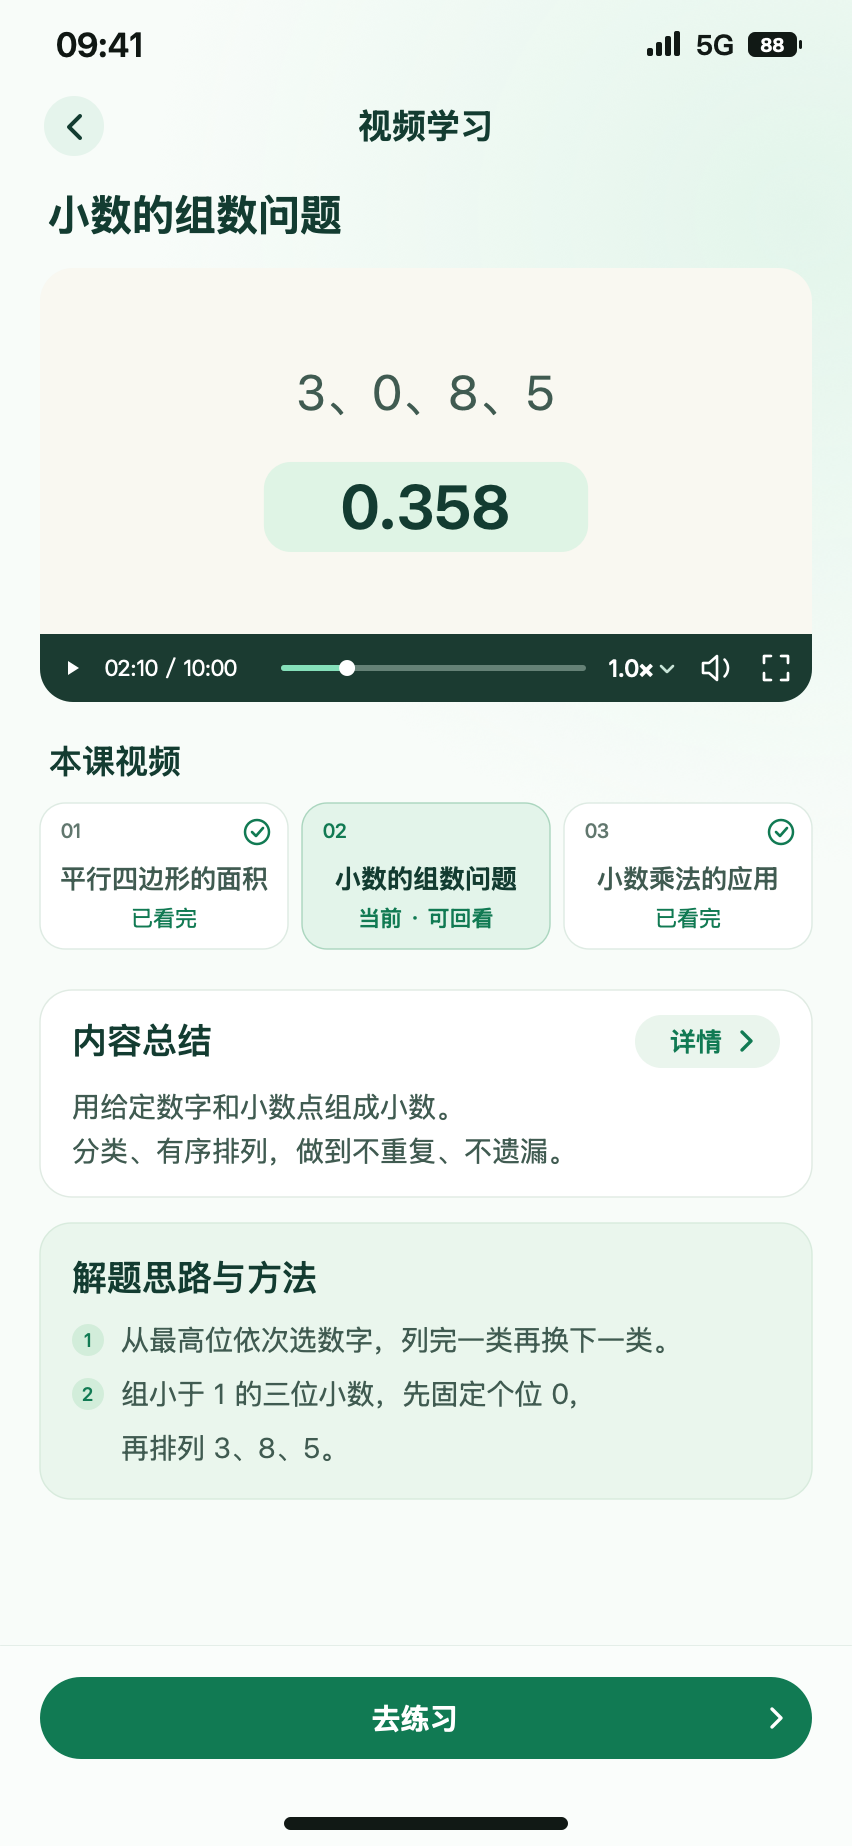 09:41
5G 88
视频学习
小数的组数问题
3、0、8、5
0.358
02:10 / 10:00
1.0×
本课视频
01
平行四边形的面积
已看完
02
小数的组数问题
当前 · 可回看
03
小数乘法的应用
已看完
内容总结
详情
用给定数字和小数点组成小数。
分类、有序排列，做到不重复、不遗漏。
解题思路与方法
1 从最高位依次选数字，列完一类再换下一类。
2 组小于 1 的三位小数，先固定个位 0，
再排列 3、8、5。
去练习